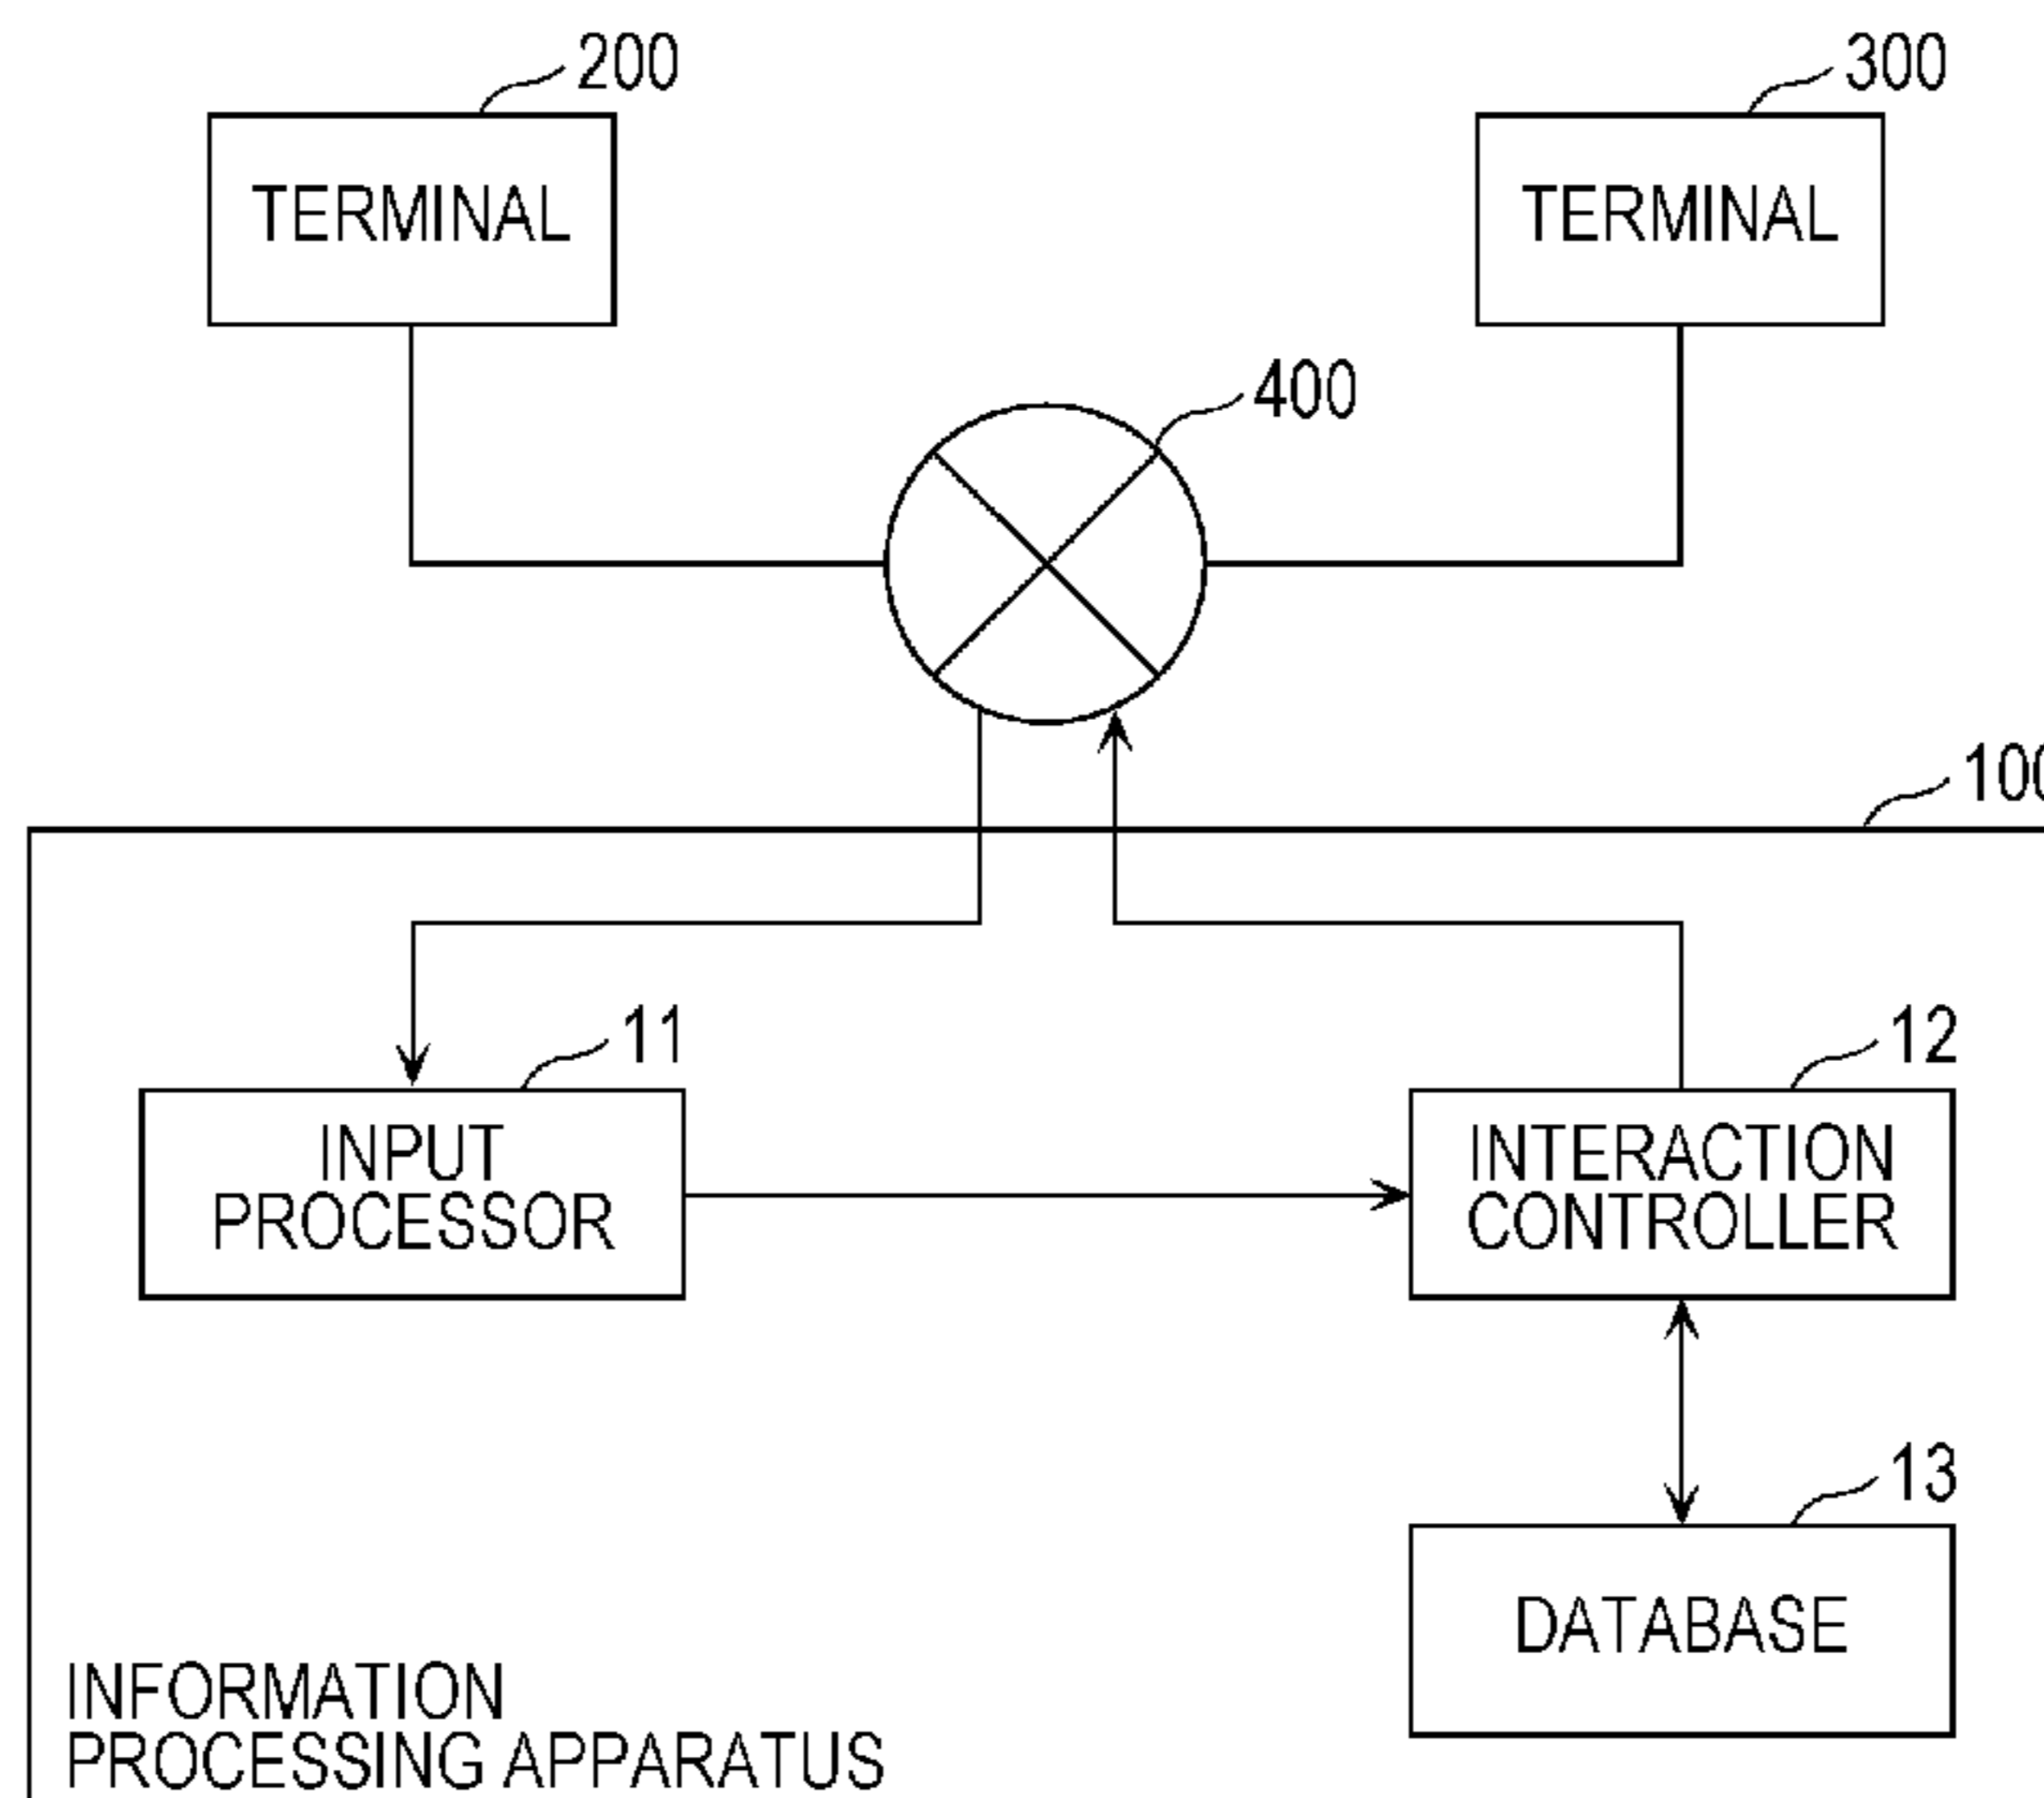 200
300
TERMINAL
TERMINAL
400
100
11
12
INPUT
PROCESSOR
INTERACTION
CONTROLLER
13
DATABASE
INFORMATION
PROCESSING APPARATUS